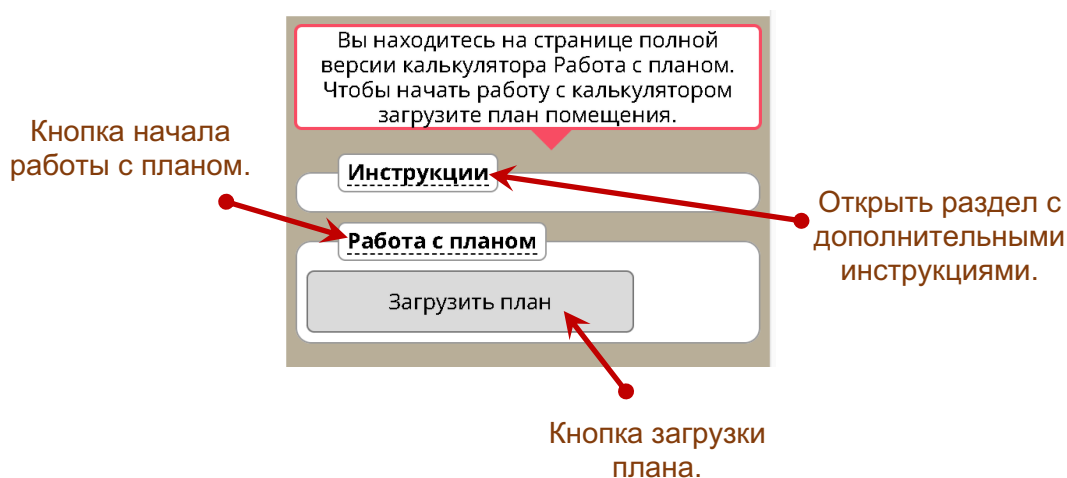 Вы находитесь на странице полной
версии калькулятора Работа с планом.
Чтобы начать работу с калькулятором
загрузите план помещения.
Кнопка начала
работы с планом.
Инструкции
Открыть раздел с
дополнительными
инструкциями.
Работа с планом
Загрузить план
Кнопка загрузки
плана.